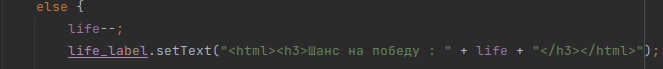 else {
life--;
life_label.setText("<html><h3>Шанс на победу : " + life + "</h3></html>");